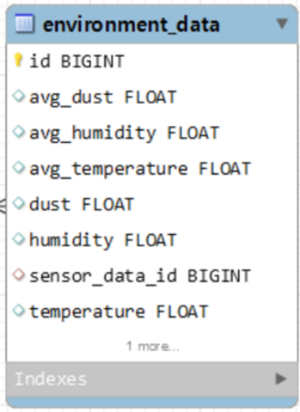 environment_data
id BIGINT
avg_dust FLOAT
avg_humidity FLOAT
avg_temperature FLOAT
dust FLOAT
humidity FLOAT
sensor_data_id BIGINT
temperature FLOAT
1 more...
Indexes